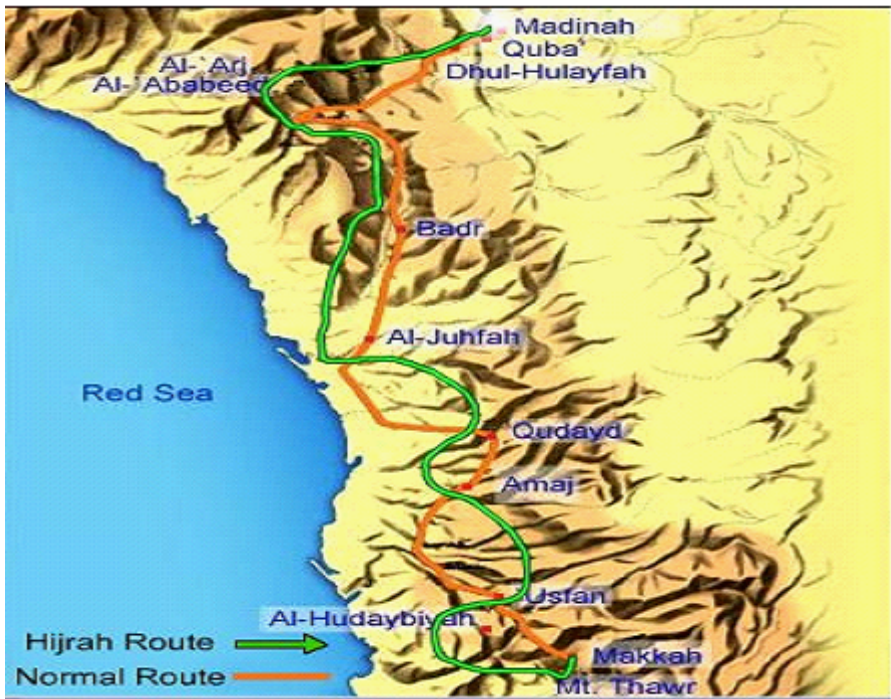 Madinah
Quba'
Dhul-Hulayfah
Al-`Arj
Al-`Ababeed
Badr
Al-Juhfah
Red Sea
Qudayd
Amaj
`Usfan
Al-Hudaybiyah
Hijrah Route
Makkah
Normal Route
Mt. Thawr